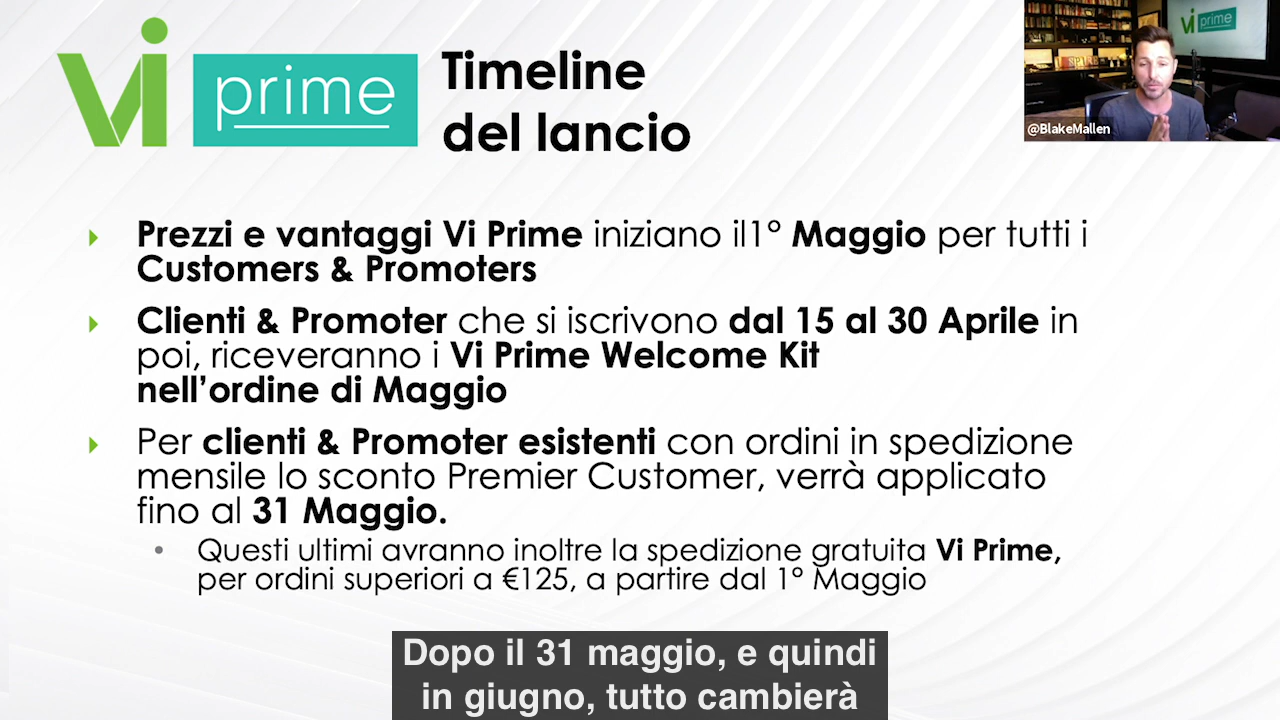 Vi prime
Timeline
del lancio
Vi prime
@BlakeMallen
Prezzi e vantaggi Vi Prime iniziano il1° Maggio per tutti i
Customers & Promoters
Clienti & Promoter che si iscrivono dal 15 al 30 Aprile in
poi, riceveranno i Vi Prime Welcome Kit
nell’ordine di Maggio
Per clienti & Promoter esistenti con ordini in spedizione
mensile lo sconto Premier Customer, verrà applicato
fino al 31 Maggio.
Questi ultimi avranno inoltre la spedizione gratuita Vi Prime,
per ordini superiori a €125, a partire dal 1° Maggio
Dopo il 31 maggio, e quindi
in giugno, tutto cambierà